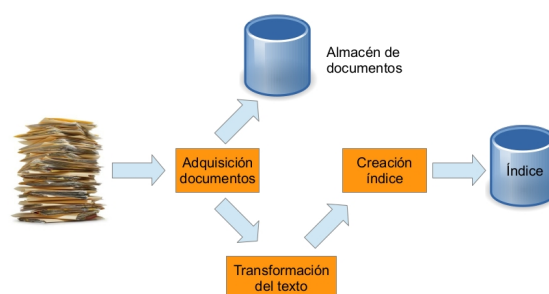 Almacén de
documentos
Adquisición
documentos
Creación
índice
Índice
Transformación
del texto